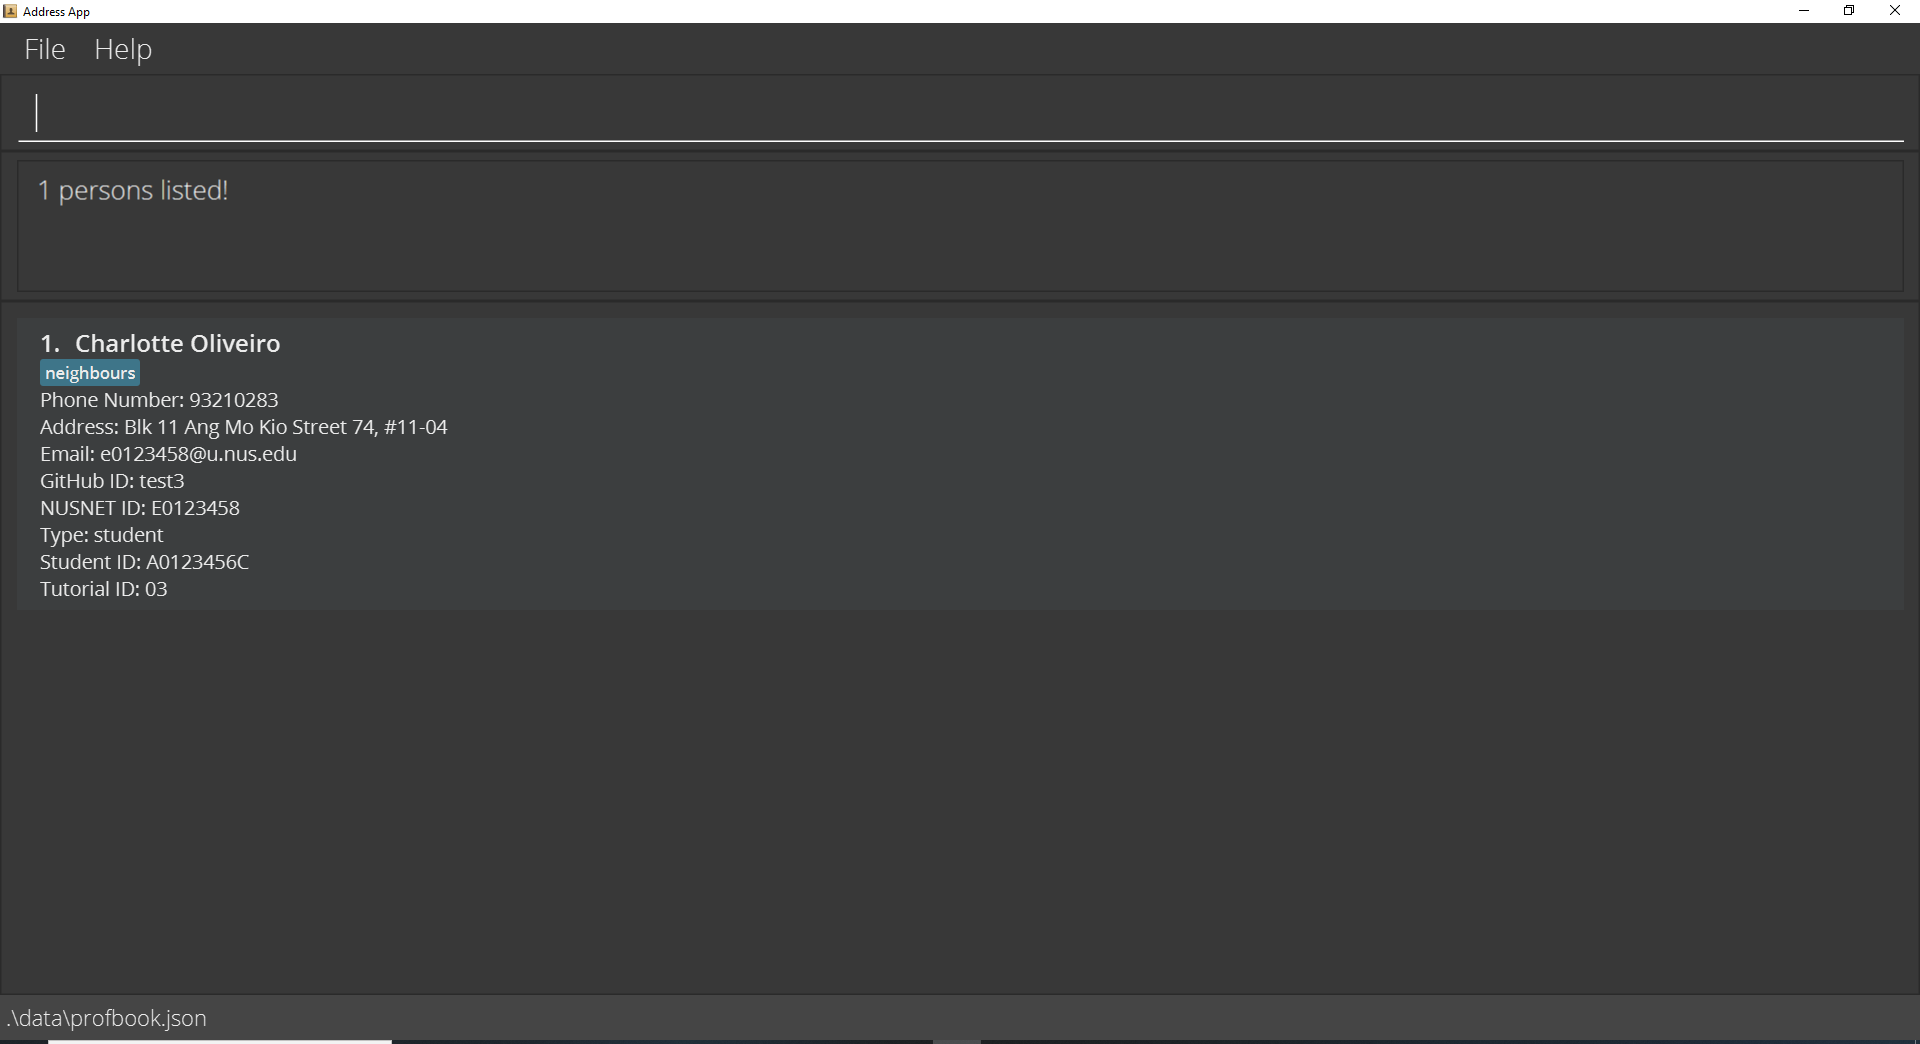 Address App
File Help
1 persons listed!
1. Charlotte Oliveiro
neighbours
Phone Number: 93210283
Address: Blk 11 Ang Mo Kio Street 74, #11-04
Email: e0123458@u.nus.edu
GitHub ID: test3
NUSNET ID: E0123458
Type: student
Student ID: A0123456C
Tutorial ID: 03
.\data\profbook.json